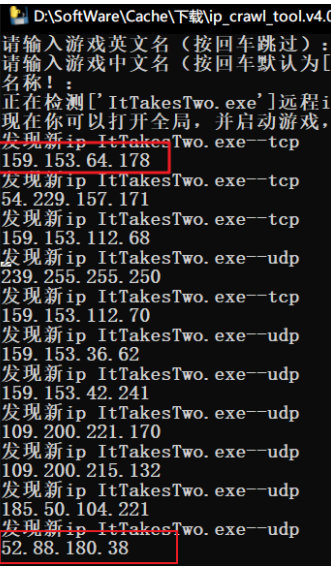 D:\SoftWare\Cache\下载\ip_crawl_tool.v4.0
请输入游戏英文名（按回车跳过）：
请输入游戏中文名（按回车默认为[
名称！：
正在检测['ItTakesTwo.exe']远程i
现在你可以打开全局，并启动游戏，
发现新ip ItTakesTwo.exe--tcp
159.153.64.178
发现新ip ItTakesTwo.exe--tcp
54.229.157.171
发现新ip ItTakesTwo.exe--tcp
159.153.112.68
发现新ip ItTakesTwo.exe--udp
239.255.255.250
发现新ip ItTakesTwo.exe--tcp
159.153.112.70
发现新ip ItTakesTwo.exe--udp
159.153.36.62
发现新ip ItTakesTwo.exe--udp
159.153.42.241
发现新ip ItTakesTwo.exe--udp
109.200.221.170
发现新ip ItTakesTwo.exe--udp
109.200.215.132
发现新ip ItTakesTwo.exe--udp
185.50.104.221
发现新ip ItTakesTwo.exe--udp
52.88.180.38